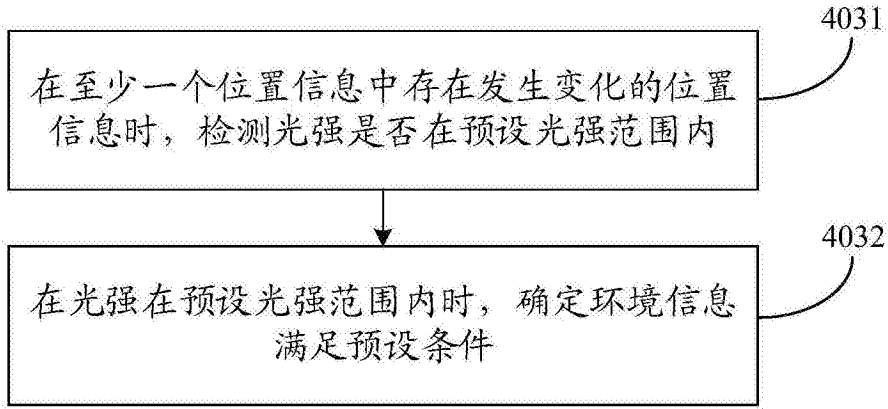 4031
在至少一个位置信息中存在发生变化的位置
信息时，检测光强是否在预设光强范围内
4032
在光强在预设光强范围内时，确定环境信息
满足预设条件